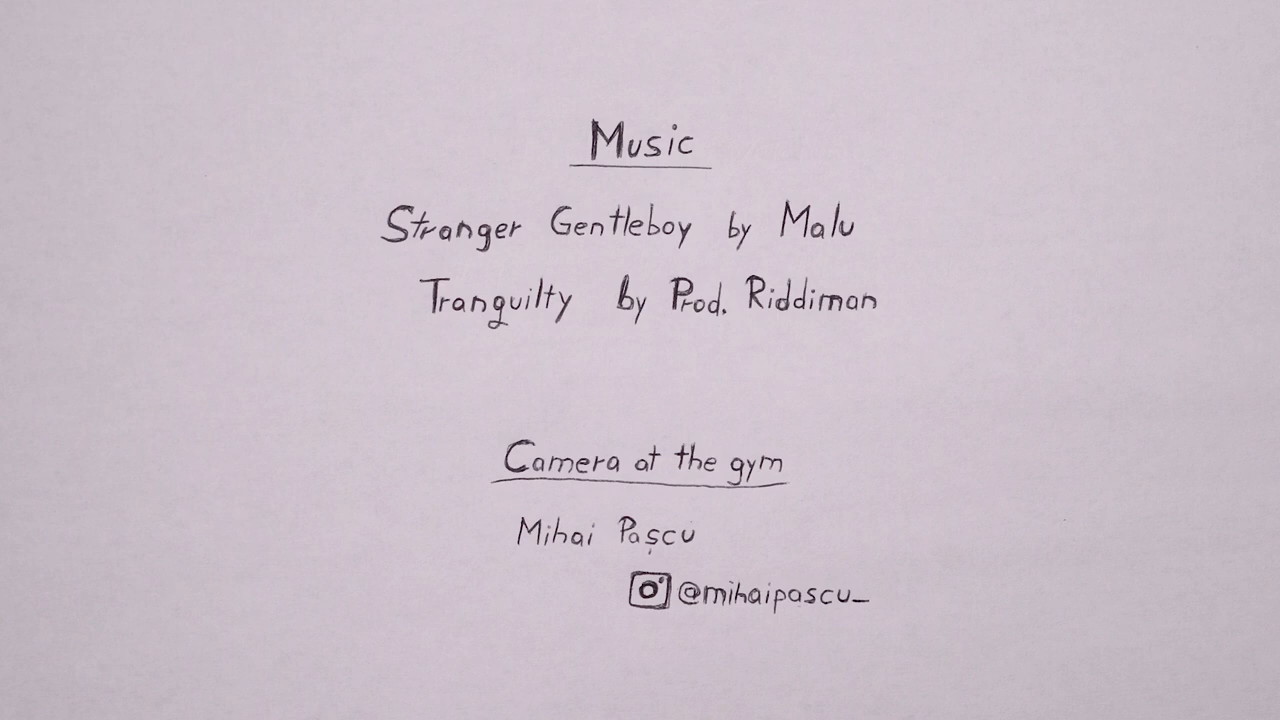 Music
Stranger Gentleboy by Malu
Tranquilty by Prod. Riddiman
Camera at the gym
Mihai Pașcu
@mihaipascu_